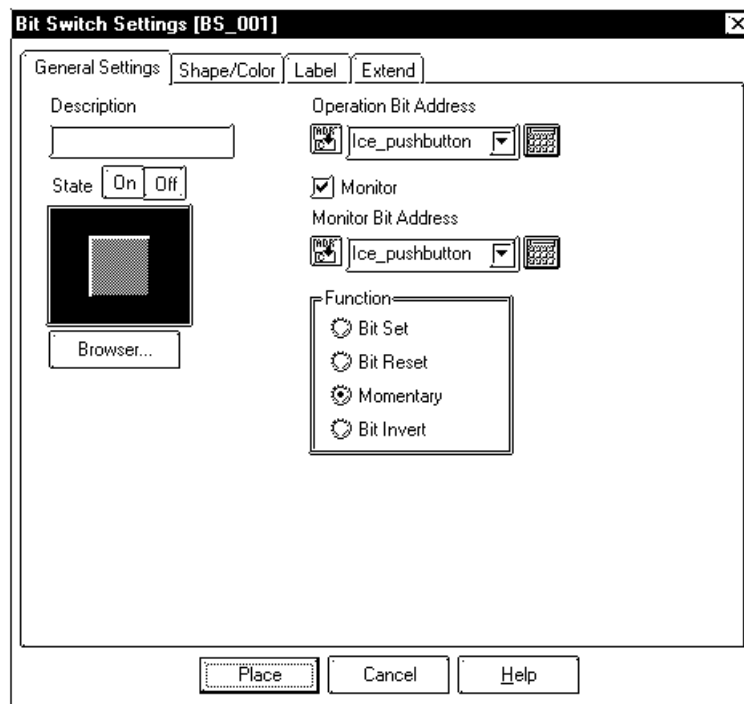 Bit Switch Settings [BS_001]
General Settings Shape/Color Label Extend
Description
State On Off
Browser...
Operation Bit Address
Ice_pushbutton
Monitor
Monitor Bit Address
Ice_pushbutton
Function
Bit Set
Bit Reset
Momentary
Bit Invert
Place Cancel Help